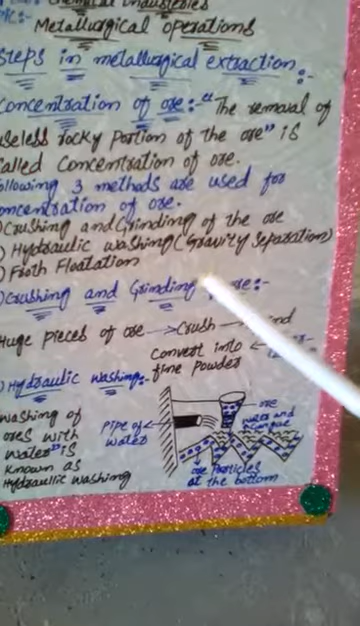 Chemical Industries
Metallurgical operations
Steps in metallurgical extraction:-
Concentration of ore:- "The removal of
useless rocky portion of the ore" is
called Concentration of ore.
Following 3 methods are used for
concentration of ore.
) Crushing and Grinding of the ore
) Hydraulic washing (Gravity Separation)
) Froth Floatation
) Crushing and Grinding ore:-
Huge pieces of ore → Crush →
Convert into ←
fine powder
) Hydraulic washing:-
washing of
ores with
water" is
known as
Hydraullic washing
Pipe of
water
ore
water and
ore particles
at the bottom